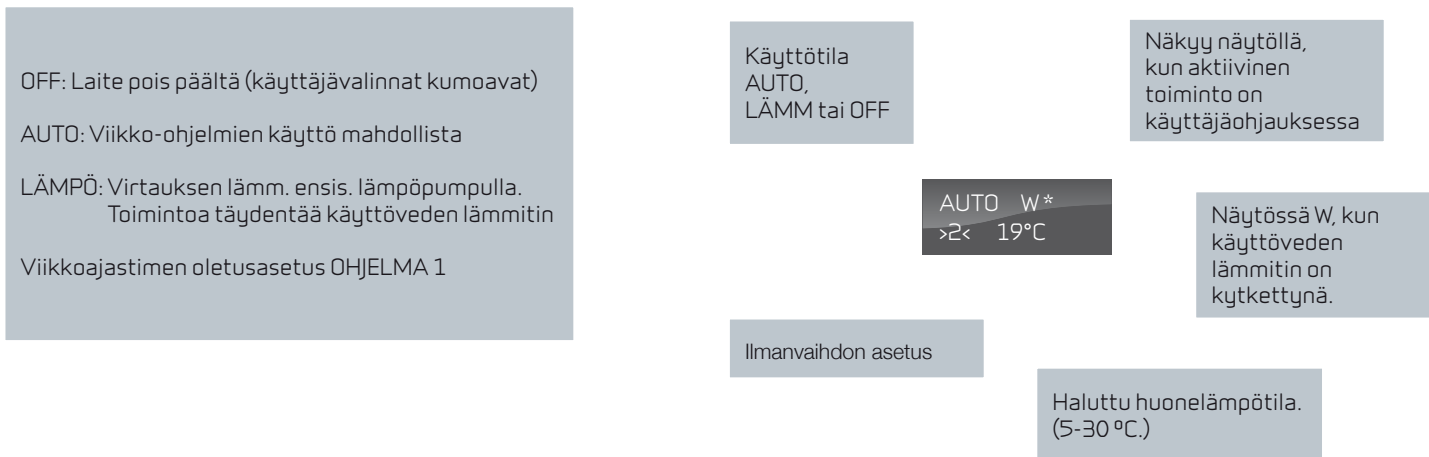 OFF: Laite pois päältä (käyttäjävalinnat kumoavat)
AUTO: Viikko-ohjelmien käyttö mahdollista
LÄMPÖ: Virtauksen lämm. ensis. lämpöpumpulla.
Toimintoa täydentää käyttöveden lämmitin
Viikkoajastimen oletusasetus OHJELMA 1
Käyttötila
AUTO,
LÄMM tai OFF
Näkyy näytöllä,
kun aktiivinen
toiminto on
käyttäjäohjauksessa
AUTO W*
>2< 19°C
Näytössä W, kun
käyttöveden
lämmitin on
kytkettynä.
Ilmanvaihdon asetus
Haluttu huonelämpötila.
(5-30 ºC.)